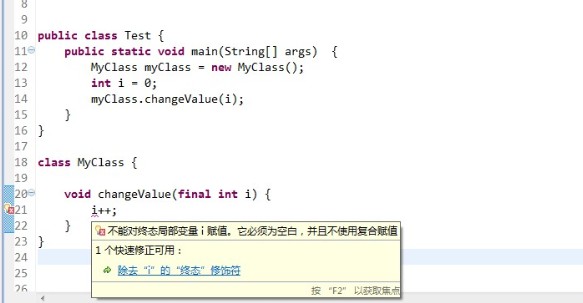 8
9
10 public class Test {
11 public static void main(String[] args) {
12 MyClass myClass = new MyClass();
13 int i = 0;
14 myClass.changeValue(i);
15 }
16 }
17
18 class MyClass {
19
20 void changeValue(final int i) {
21 i++;
22 }
不能对终态局部变量 i 赋值。它必须为空白，并且不使用复合赋值
23 }
1 个快速修正可用：
24
除去“i”的“终态”修饰符
25
按 “F2” 以获取焦点
26